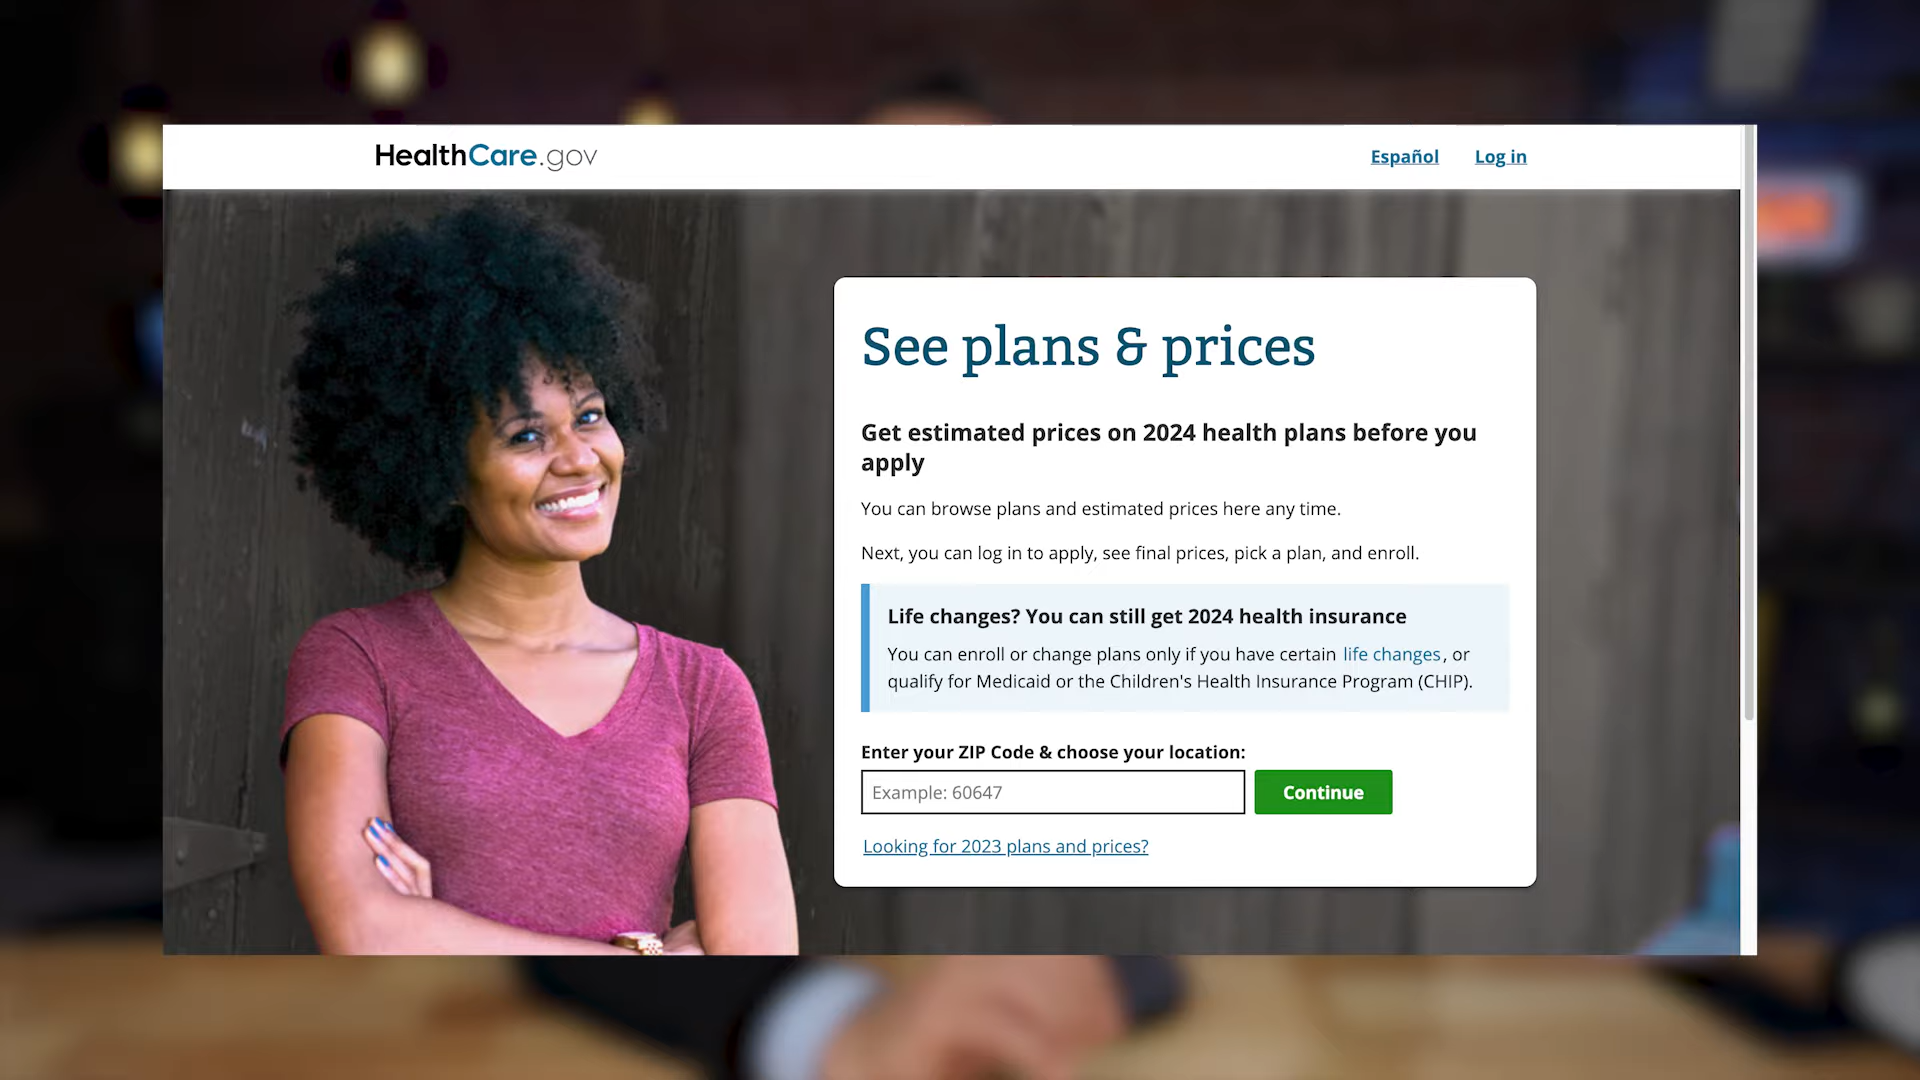 HealthCare.gov
Español
Log in
See plans & prices
Get estimated prices on 2024 health plans before you
apply
You can browse plans and estimated prices here any time.
Next, you can log in to apply, see final prices, pick a plan, and enroll.
Life changes? You can still get 2024 health insurance
You can enroll or change plans only if you have certain life changes, or
qualify for Medicaid or the Children's Health Insurance Program (CHIP).
Enter your ZIP Code & choose your location:
Example: 60647
Continue
Looking for 2023 plans and prices?